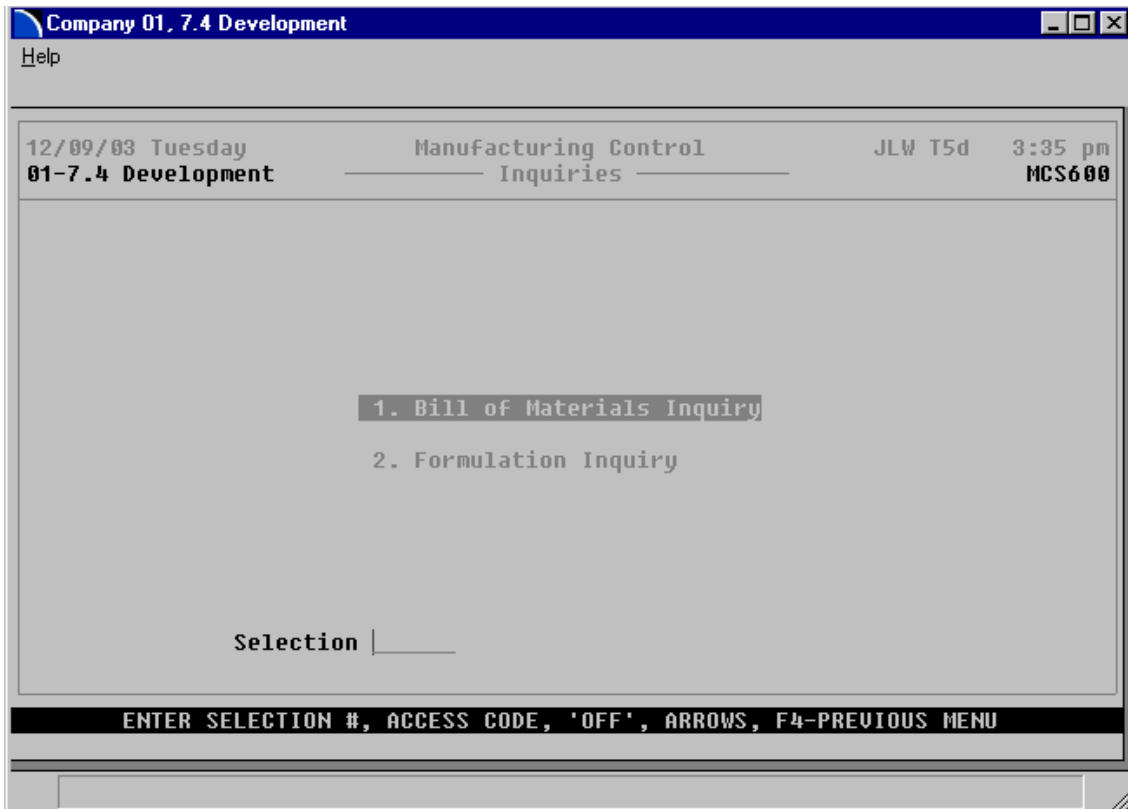 Company 01, 7.4 Development
Help
12/09/03 Tuesday Manufacturing Control JLW T5d 3:35 pm
01-7.4 Development Inquiries MCS600
1. Bill of Materials Inquiry
2. Formulation Inquiry
Selection
ENTER SELECTION #, ACCESS CODE, 'OFF', ARROWS, F4-PREVIOUS MENU